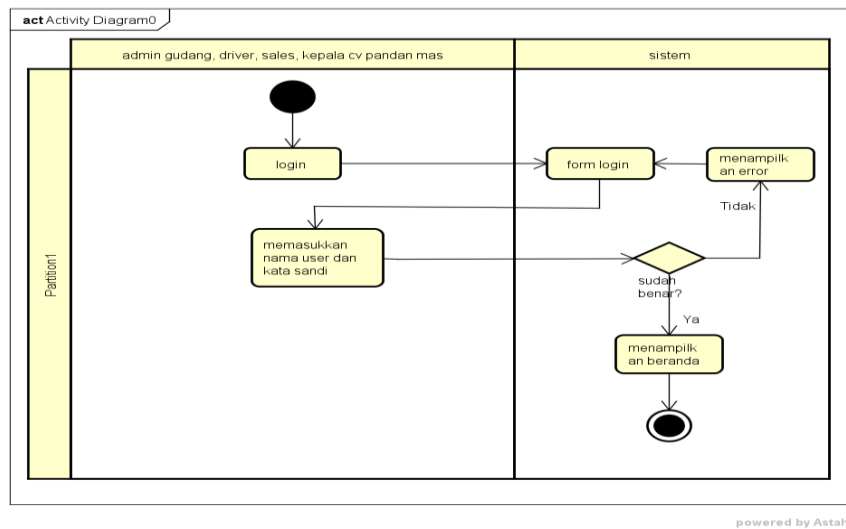 act Activity Diagram0
admin gudang, driver, sales, kepala cv pandan mas
sistem
Partition1
login
form login
menampilk
an error
Tidak
memasukkan
nama user dan
kata sandi
sudah
benar?
Ya
menampilk
an beranda
powered by Astah